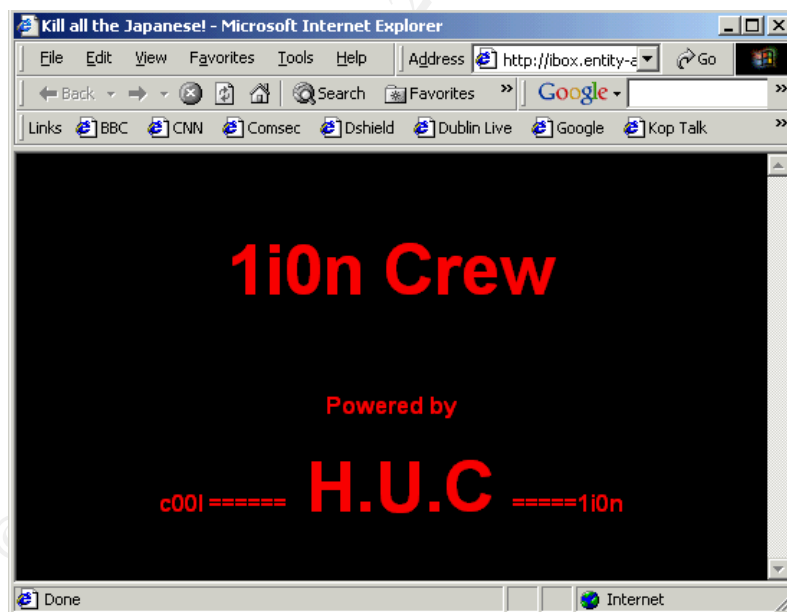 Kill all the Japanese! - Microsoft Internet Explorer
File Edit View Favorites Tools Help Address http://ibox.entity-a Go
Back Search Favorites » Google
Links BBC CNN Comsec Dshield Dublin Live Google Kop Talk »
1i0n Crew
Powered by
c00l ====== H.U.C =====1i0n
Done Internet